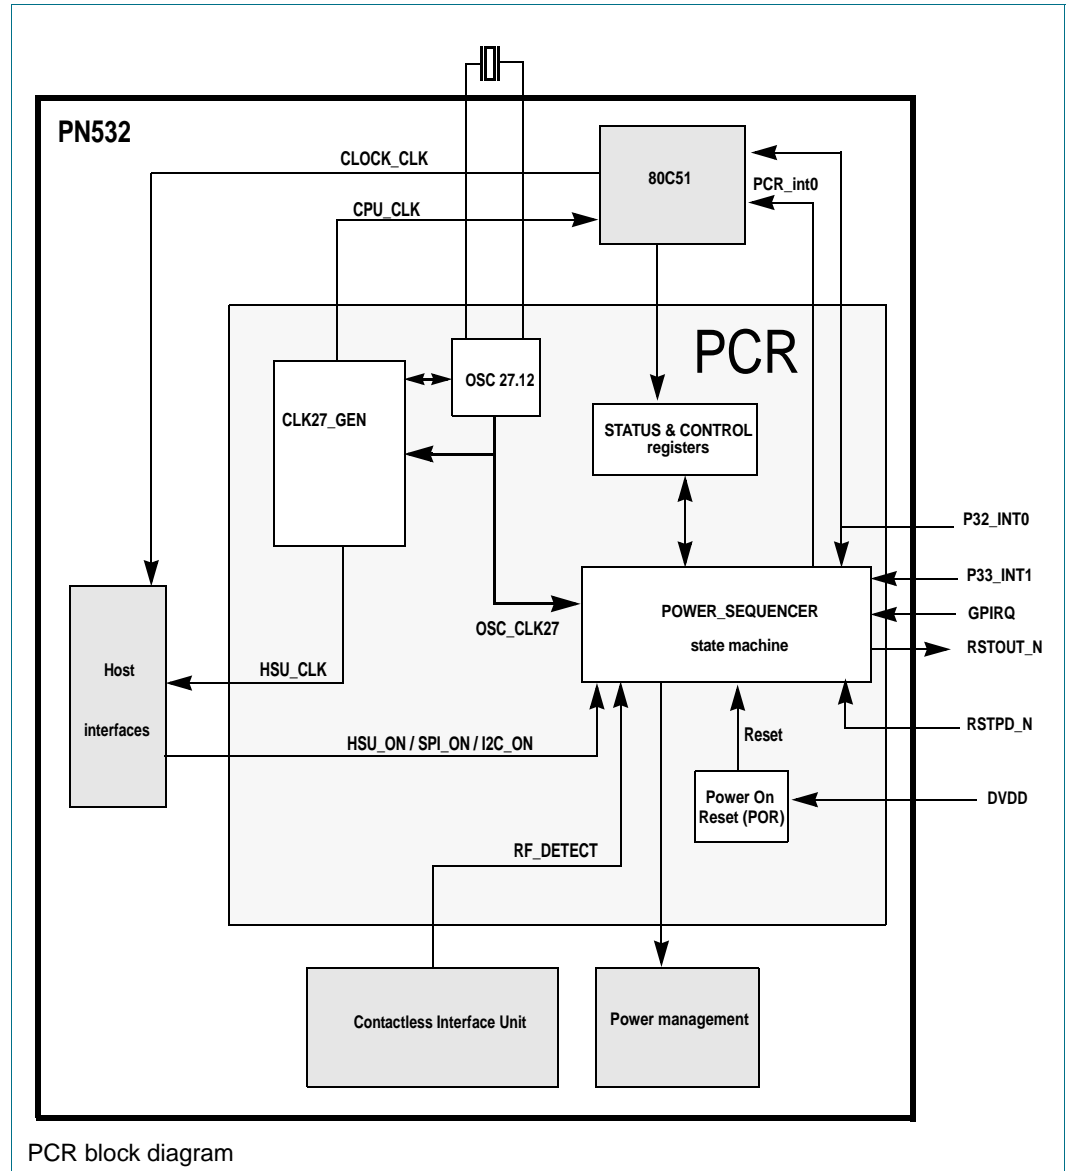 PN532
CLOCK_CLK
80C51
PCR_int0
CPU_CLK
PCR
OSC 27.12
CLK27_GEN
STATUS & CONTROL
registers
P32_INT0
P33_INT1
POWER_SEQUENCER
state machine
GPIRQ
OSC_CLK27
RSTOUT_N
Host
interfaces
HSU_CLK
RSTPD_N
HSU_ON / SPI_ON / I2C_ON
Reset
Power On
Reset (POR)
DVDD
RF_DETECT
Contactless Interface Unit
Power management
PCR block diagram